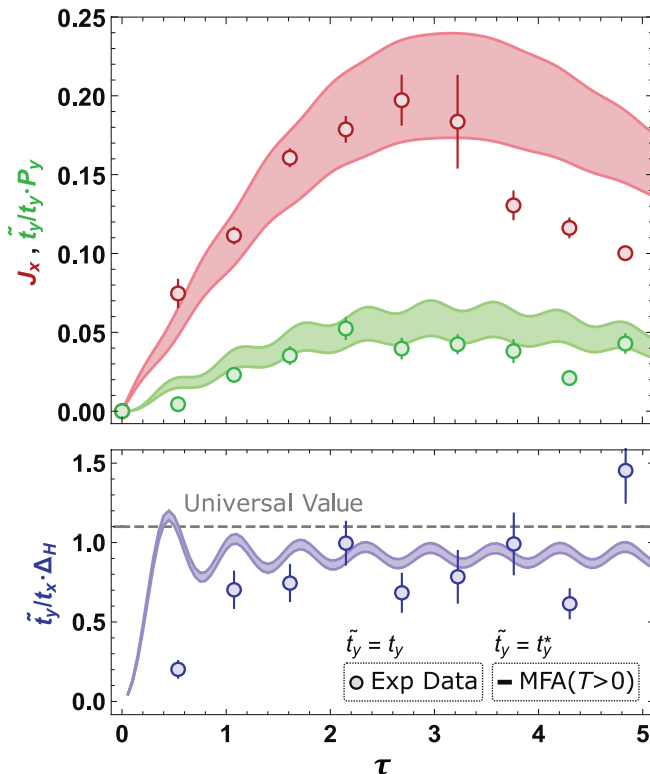 0.25
0.20
0.15
0.10
0.05
0.00
J_x , t̃_y/t_y·P_y
1.5
1.0
0.5
0.0
t̃_y/t_x·Δ_H
Universal Value
t̃_y = t_y
t̃_y = t_y^*
Exp Data
MFA(T>0)
0 1 2 3 4 5
τ